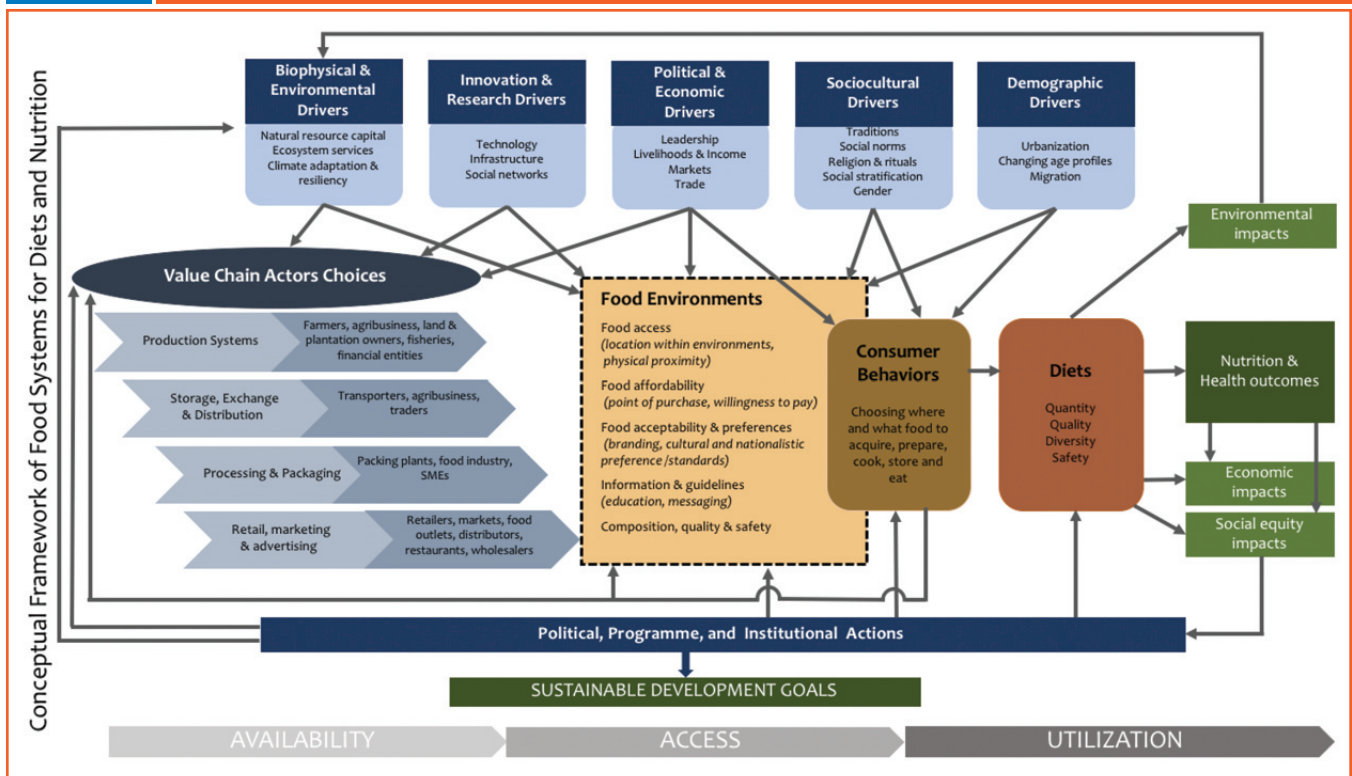 Conceptual Framework of Food Systems for Diets and Nutrition
Biophysical &
Environmental
Drivers
Natural resource capital
Ecosystem services
Climate adaptation &
resiliency
Innovation &
Research Drivers
Technology
Infrastructure
Social networks
Political &
Economic
Drivers
Leadership
Livelihoods & Income
Markets
Trade
Sociocultural
Drivers
Traditions
Social norms
Religion & rituals
Social stratification
Gender
Demographic
Drivers
Urbanization
Changing age profiles
Migration
Environmental
impacts
Value Chain Actors Choices
Production Systems
Farmers, agribusiness, land &
plantation owners, fisheries,
financial entities
Storage, Exchange
& Distribution
Transporters, agribusiness,
traders
Processing & Packaging
Packing plants, food industry,
SMEs
Retail, marketing
& advertising
Retailers, markets, food
outlets, distributors,
restaurants, wholesalers
Food Environments
Food access
(location within environments,
physical proximity)
Food affordability
(point of purchase, willingness to pay)
Food acceptability & preferences
(branding, cultural and nationalistic
preference/standards)
Information & guidelines
(education, messaging)
Composition, quality & safety
Consumer
Behaviors
Choosing where
and what food to
acquire, prepare,
cook, store and
eat
Diets
Quantity
Quality
Diversity
Safety
Nutrition &
Health outcomes
Economic
impacts
Social equity
impacts
Political, Programme, and Institutional Actions
SUSTAINABLE DEVELOPMENT GOALS
AVAILABILITY
ACCESS
UTILIZATION